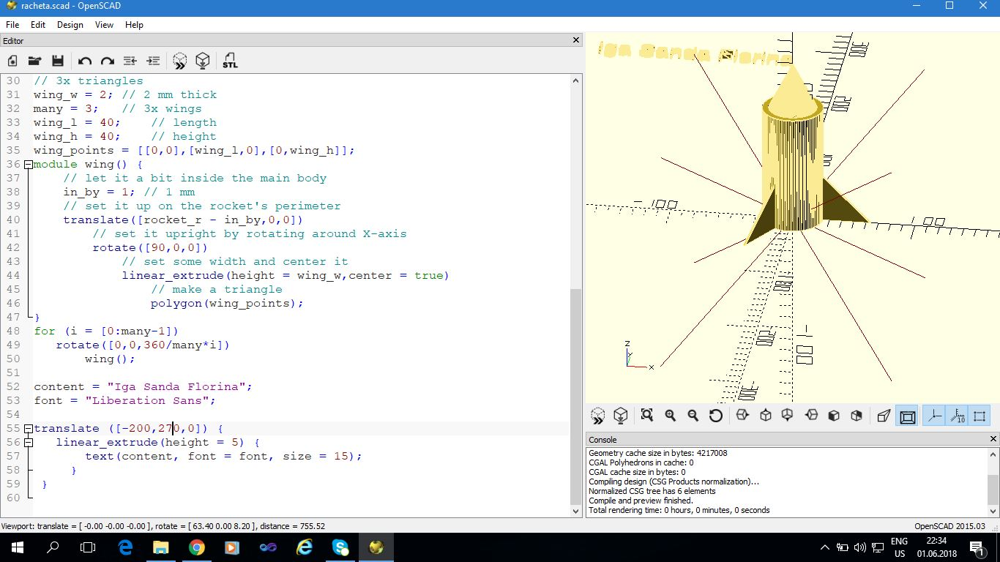 racheta.scad - OpenSCAD
File Edit Design View Help
Editor
STL
30 // 3x triangles
31 wing_w = 2; // 2 mm thick
32 many = 3; // 3x wings
33 wing_l = 40; // length
34 wing_h = 40; // height
35 wing_points = [[0,0],[wing_l,0],[0,wing_h]];
36 module wing() {
37 // let it a bit inside the main body
38 in_by = 1; // 1 mm
39 // set it up on the rocket's perimeter
40 translate([rocket_r - in_by,0,0])
41 // set it upright by rotating around X-axis
42 rotate([90,0,0])
43 // set some width and center it
44 linear_extrude(height = wing_w,center = true)
45 // make a triangle
46 polygon(wing_points);
47 }
48 for (i = [0:many-1])
49 rotate([0,0,360/many*i])
50 wing();
51
52 content = "Iga Sanda Florina";
53 font = "Liberation Sans";
54
55 translate ([-200,270,0]) {
56 linear_extrude(height = 5) {
57 text(content, font = font, size = 15);
58 }
59 }
60
Iga Sanda Florina
-100
100
z
y
x
10
Console
Geometry cache size in bytes: 4217008
CGAL Polyhedrons in cache: 0
CGAL cache size in bytes: 0
Compiling design (CSG Products normalization)...
Normalized CSG tree has 6 elements
Compile and preview finished.
Total rendering time: 0 hours, 0 minutes, 0 seconds
Viewport: translate = [ -0.00 -0.00 -0.00 ], rotate = [ 63.40 0.00 8.20 ], distance = 755.52
OpenSCAD 2015.03
ENG
US
22:34
01.06.2018
1